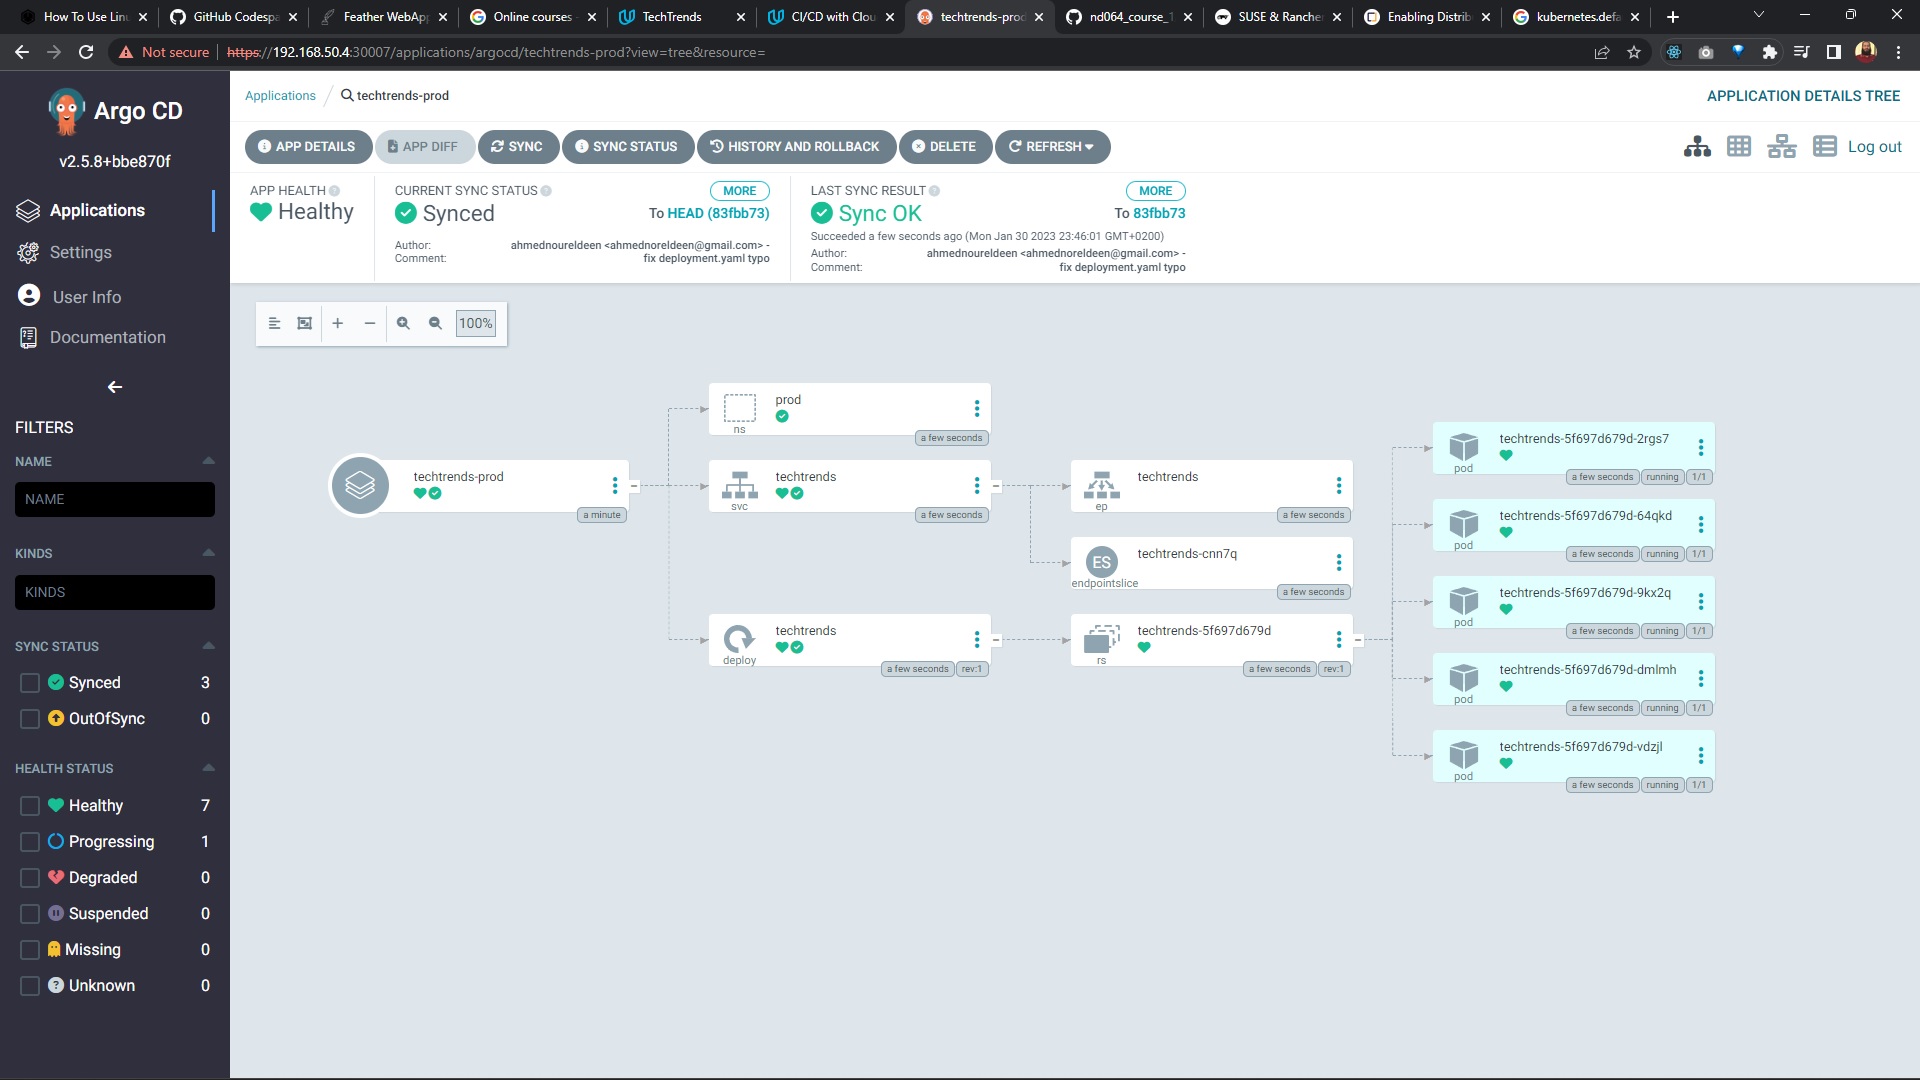 How To Use Linu
GitHub Codespa
Feather WebApp
Online courses -
TechTrends
CI/CD with Clou
techtrends-prod
nd064_course_1
SUSE & Ranche
Enabling Distrib
kubernetes.defa
Not secure
https://192.168.50.4:30007/applications/argocd/techtrends-prod?view=tree&resource=
Argo CD
v2.5.8+bbe870f
Applications
Settings
User Info
Documentation
FILTERS
NAME
NAME
KINDS
KINDS
SYNC STATUS
Synced 3
OutOfSync 0
HEALTH STATUS
Healthy 7
Progressing 1
Degraded 0
Suspended 0
Missing 0
Unknown 0
Applications / techtrends-prod
APPLICATION DETAILS TREE
APP DETAILS
APP DIFF
SYNC
SYNC STATUS
HISTORY AND ROLLBACK
DELETE
REFRESH
Log out
APP HEALTH
Healthy
CURRENT SYNC STATUS
MORE
Synced
To HEAD (83fbb73)
Author: ahmednoureldeen <ahmednoreldeen@gmail.com> -
Comment: fix deployment.yaml typo
LAST SYNC RESULT
MORE
Sync OK
To 83fbb73
Succeeded a few seconds ago (Mon Jan 30 2023 23:46:01 GMT+0200)
Author: ahmednoureldeen <ahmednoreldeen@gmail.com> -
Comment: fix deployment.yaml typo
100%
techtrends-prod
a minute
prod
ns
a few seconds
techtrends
svc
a few seconds
techtrends
deploy
a few seconds rev:1
techtrends
ep
a few seconds
ES
techtrends-cnn7q
endpointslice
a few seconds
techtrends-5f697d679d
rs
a few seconds rev:1
techtrends-5f697d679d-2rgs7
pod
a few seconds running 1/1
techtrends-5f697d679d-64qkd
pod
a few seconds running 1/1
techtrends-5f697d679d-9kx2q
pod
a few seconds running 1/1
techtrends-5f697d679d-dmlmh
pod
a few seconds running 1/1
techtrends-5f697d679d-vdzjl
pod
a few seconds running 1/1